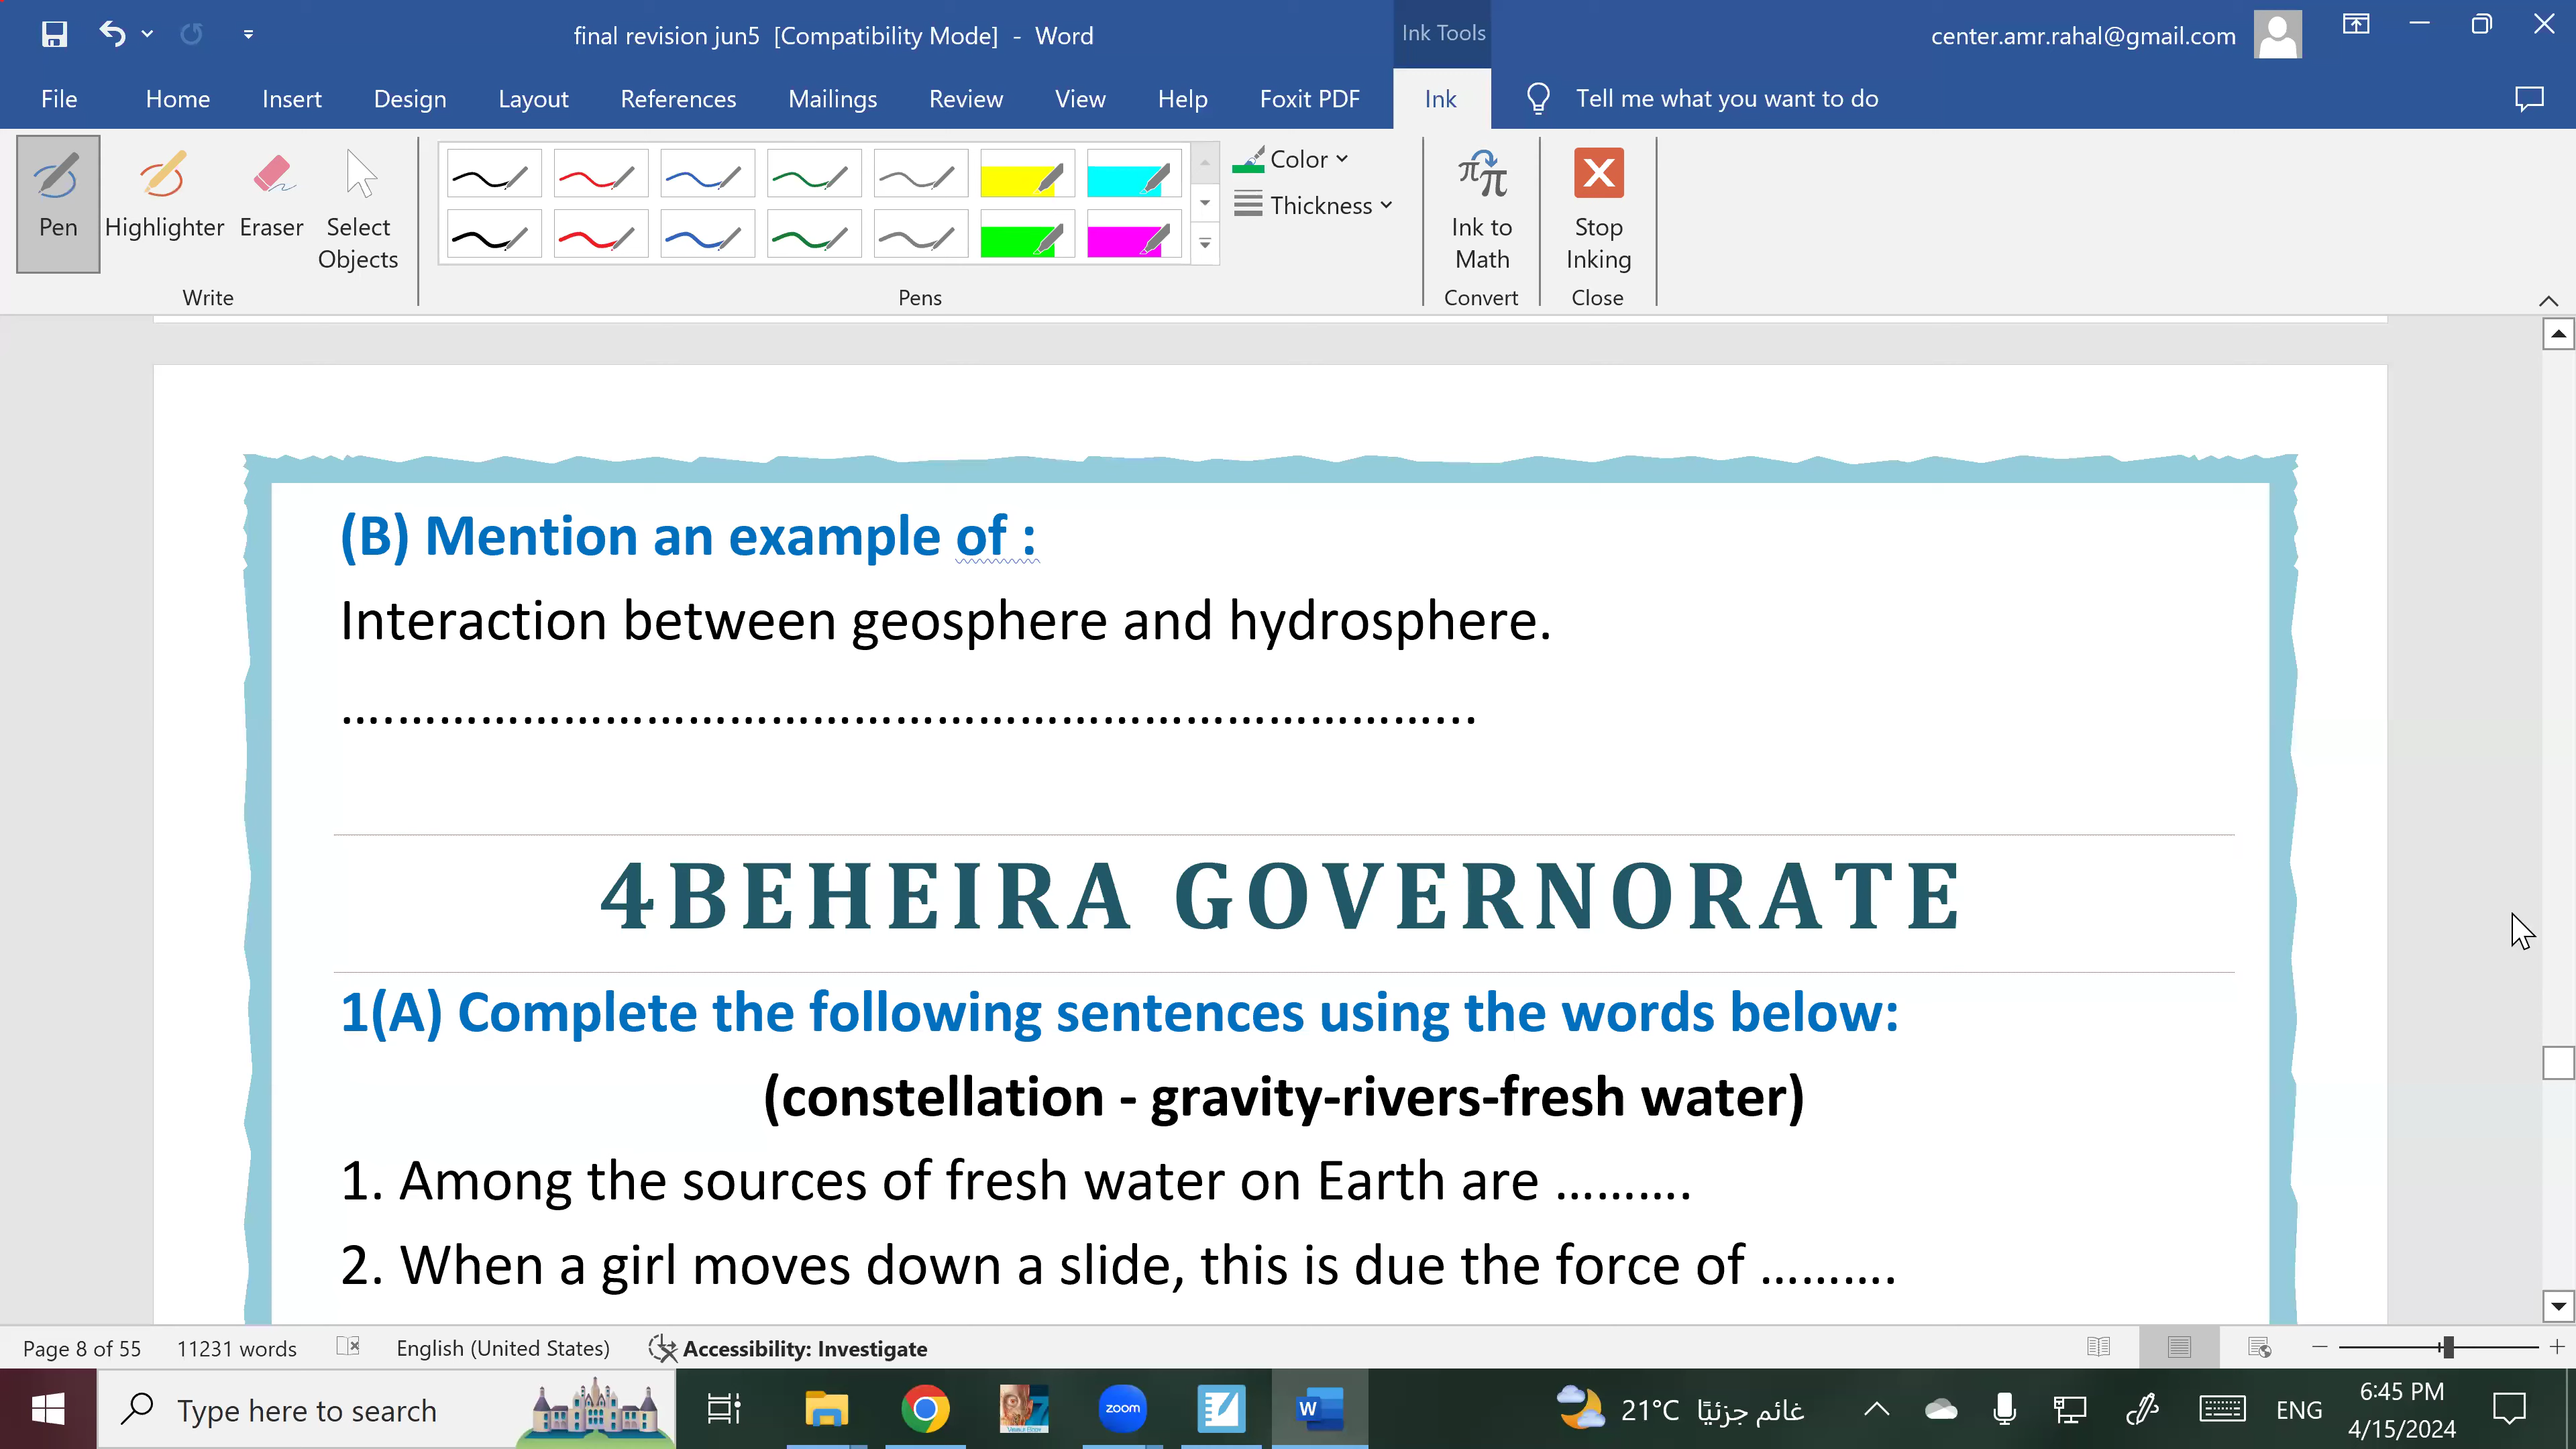 final revision jun5 [Compatibility Mode] - Word
Ink Tools
center.amr.rahal@gmail.com
File Home Insert Design Layout References Mailings Review View Help Foxit PDF Ink Tell me what you want to do
Pen Highlighter Eraser Select Objects
Color
Thickness
Ink to Math
Stop Inking
Write Pens Convert Close
(B) Mention an example of :
Interaction between geosphere and hydrosphere.
........................................................................................
4BEHEIRA GOVERNORATE
1(A) Complete the following sentences using the words below:
(constellation - gravity-rivers-fresh water)
1. Among the sources of fresh water on Earth are ..........
2. When a girl moves down a slide, this is due the force of ..........
Page 8 of 55 11231 words English (United States) Accessibility: Investigate
Type here to search
zoom
21°C غائم جزئيًا
ENG
6:45 PM
4/15/2024